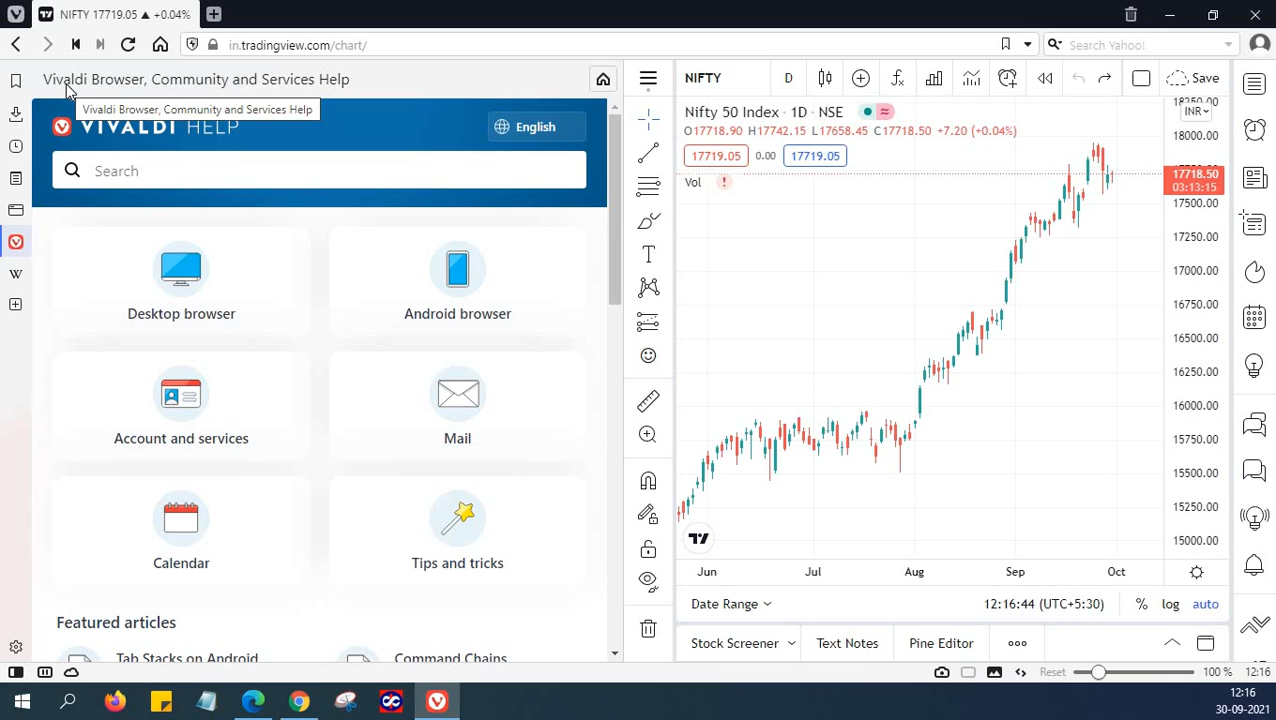 NIFTY 17719.05 ▲ +0.04%
in.tradingview.com/chart/
Search Yahoo!
Vivaldi Browser, Community and Services Help
Vivaldi Browser, Community and Services Help
VIVALDI HELP
English
Search
Desktop browser
Android browser
Account and services
Mail
Calendar
Tips and tricks
Featured articles
Tab Stacks on Android
Command Chains
NIFTY
D
Save
Nifty 50 Index · 1D · NSE
O17718.90 H17742.15 L17658.45 C17718.50 +7.20 (+0.04%)
17719.05 0.00 17719.05
Vol
18250.00
INR
18000.00
17718.50
03:13:15
17500.00
17250.00
17000.00
16750.00
16500.00
16250.00
16000.00
15750.00
15500.00
15250.00
15000.00
Jun Jul Aug Sep Oct
Date Range
12:16:44 (UTC+5:30)
% log auto
Stock Screener
Text Notes
Pine Editor
Reset
100 %
12:16
12:16
30-09-2021